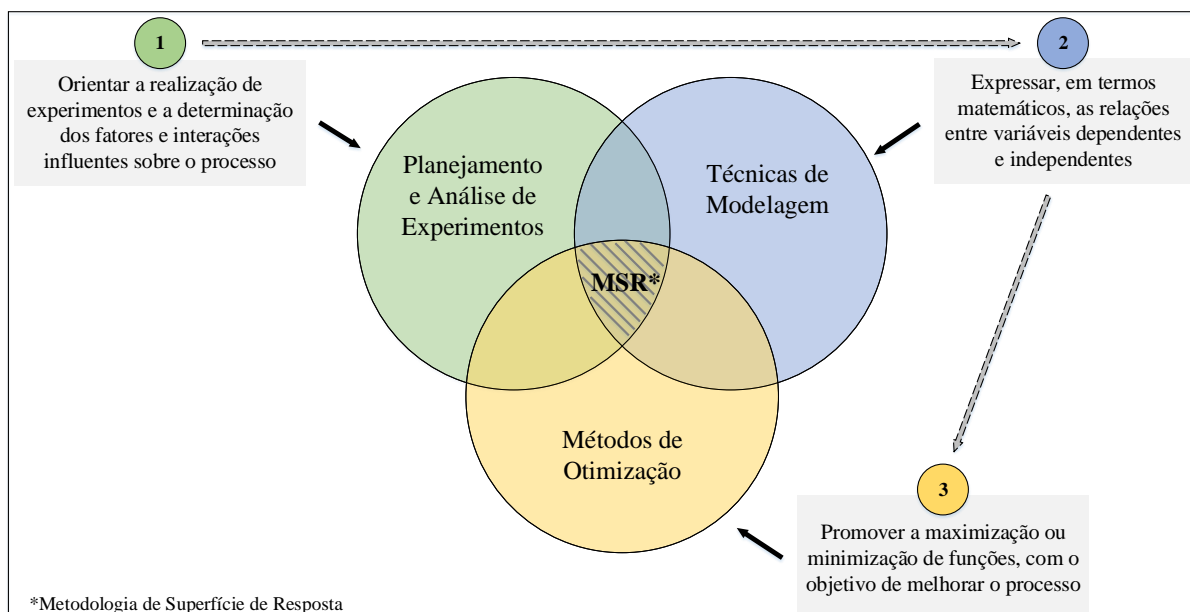 1
Orientar a realização de
experimentos e a determinação
dos fatores e interações
influentes sobre o processo
2
Expressar, em termos
matemáticos, as relações
entre variáveis dependentes
e independentes
Planejamento
e Análise de
Experimentos
Técnicas de
Modelagem
MSR*
Métodos de
Otimização
3
Promover a maximização ou
minimização de funções, com o
objetivo de melhorar o processo
*Metodologia de Superfície de Resposta